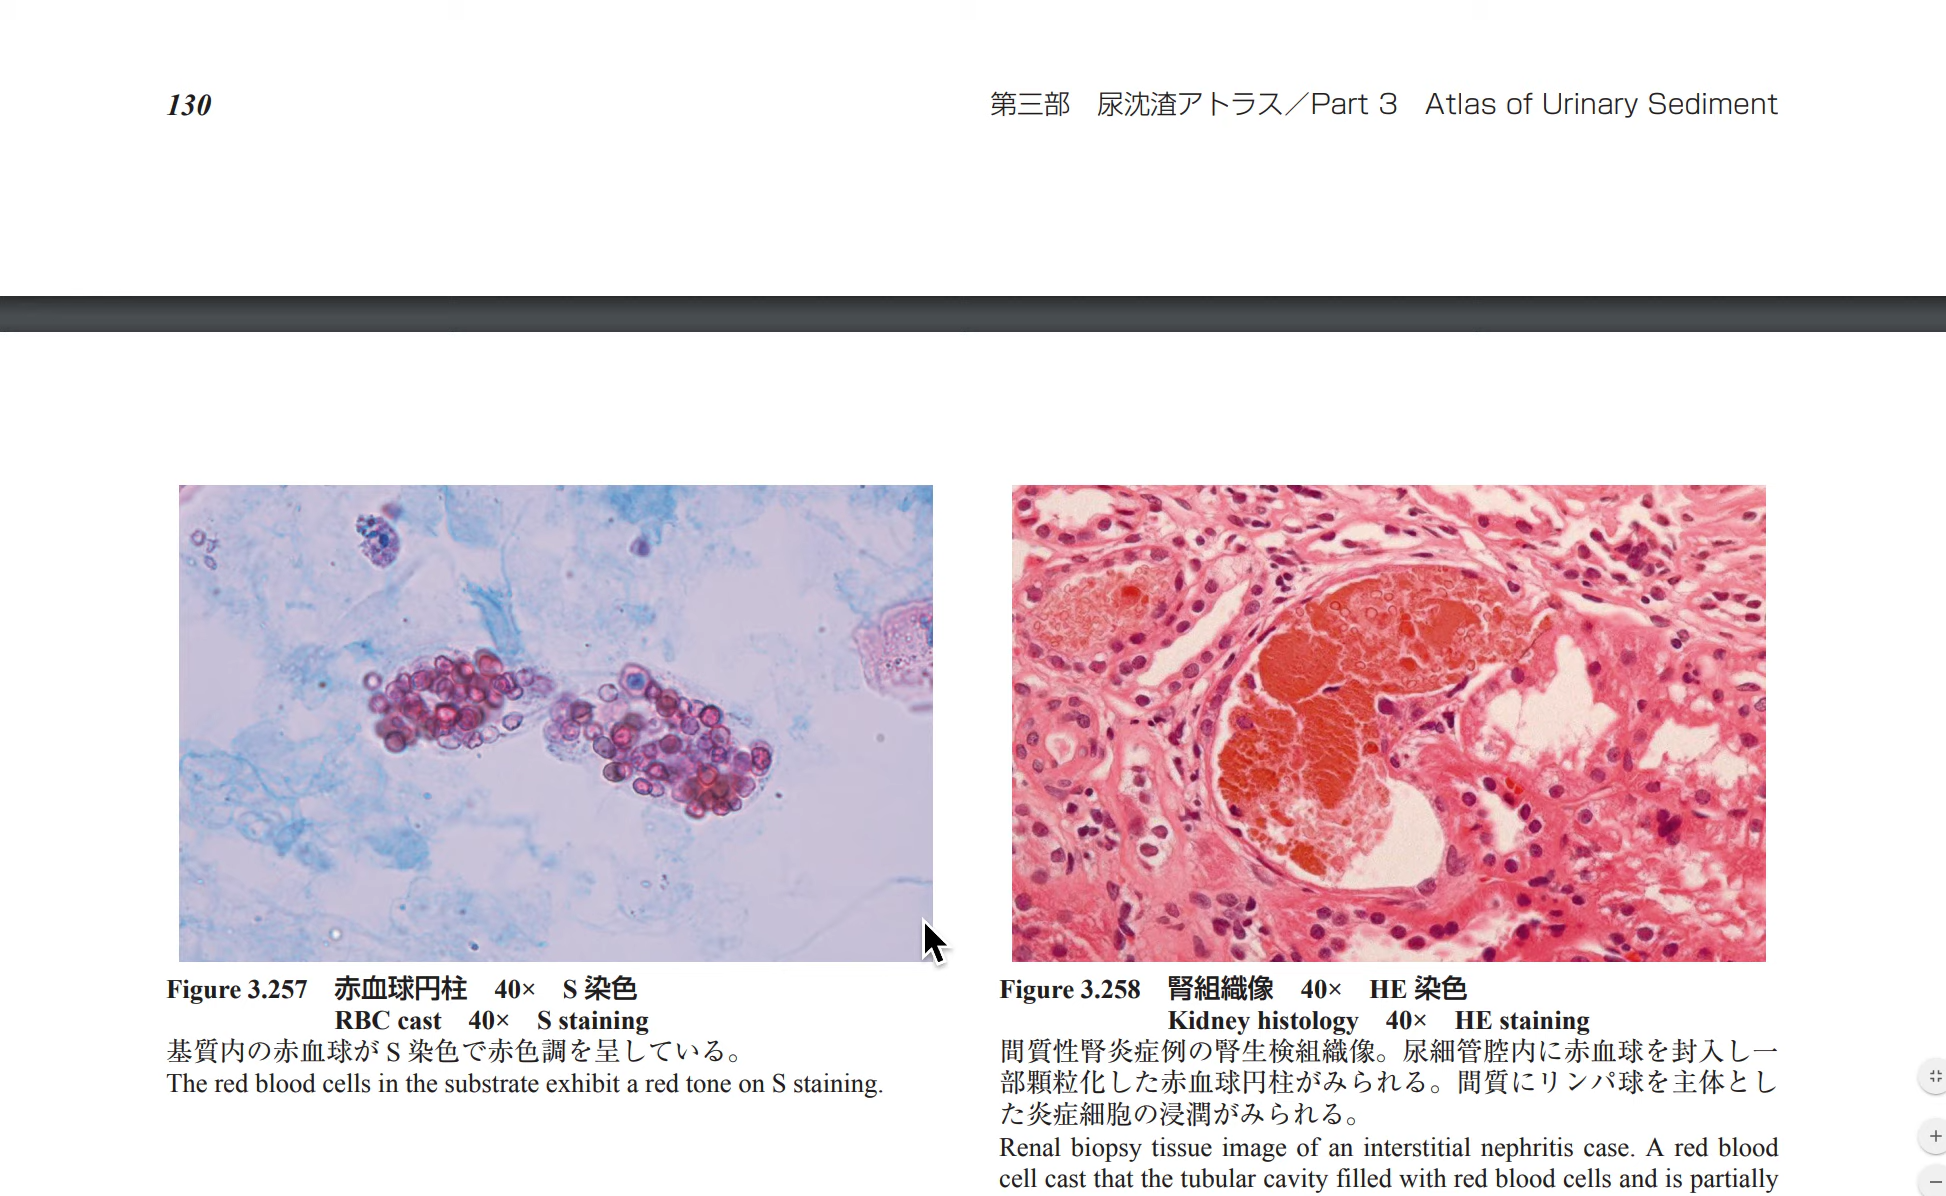 130
第三部　尿沈渣アトラス／Part 3　Atlas of Urinary Sediment
Figure 3.257　赤血球円柱　40×　S 染色
RBC cast　40×　S staining
基質内の赤血球が S 染色で赤色調を呈している。
The red blood cells in the substrate exhibit a red tone on S staining.
Figure 3.258　腎組織像　40×　HE 染色
Kidney histology　40×　HE staining
間質性腎炎症例の腎生検組織像。尿細管腔内に赤血球を封入し一
部顆粒化した赤血球円柱がみられる。間質にリンパ球を主体とし
た炎症細胞の浸潤がみられる。
Renal biopsy tissue image of an interstitial nephritis case. A red blood
cell cast that the tubular cavity filled with red blood cells and is partially